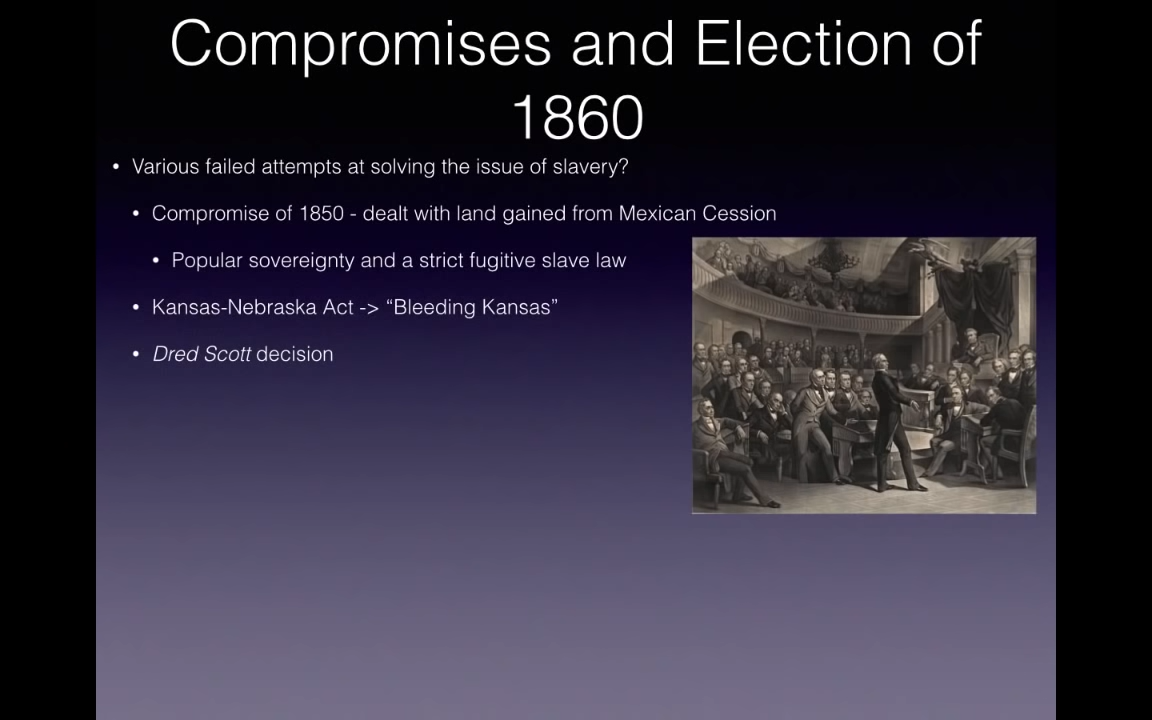 Compromises and Election of
1860
• Various failed attempts at solving the issue of slavery?
• Compromise of 1850 - dealt with land gained from Mexican Cession
• Popular sovereignty and a strict fugitive slave law
• Kansas-Nebraska Act -> “Bleeding Kansas”
• Dred Scott decision